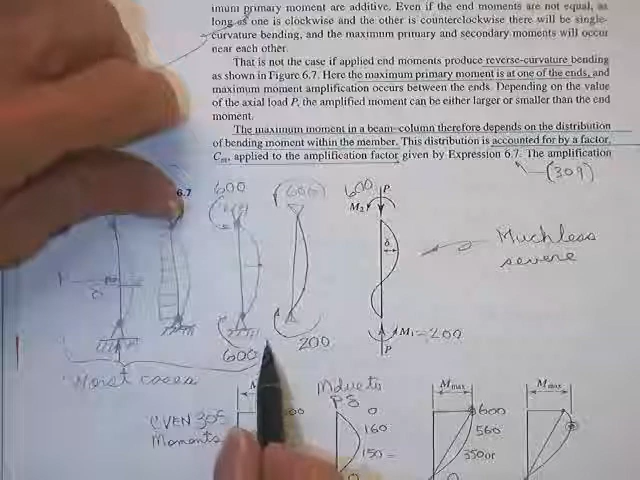 imum primary moment are additive. Even if the end moments are not equal, as
long as one is clockwise and the other is counterclockwise there will be single-
curvature bending, and the maximum primary and secondary moments will occur
near each other.
That is not the case if applied end moments produce reverse-curvature bending
as shown in Figure 6.7. Here the maximum primary moment is at one of the ends, and
maximum moment amplification occurs between the ends. Depending on the value
of the axial load P, the amplified moment can be either larger or smaller than the end
moment.
The maximum moment in a beam–column therefore depends on the distribution
of bending moment within the member. This distribution is accounted for by a factor,
Cm, applied to the amplification factor given by Expression 6.7. The amplification
(309)
6.7
600
600
600
P
M2
δ
Much less
severe
M1=200
P
600
200
Worst cases
Moments
M due to
Pδ
0
160
150
Mmax
600
560
350
0
Mmax